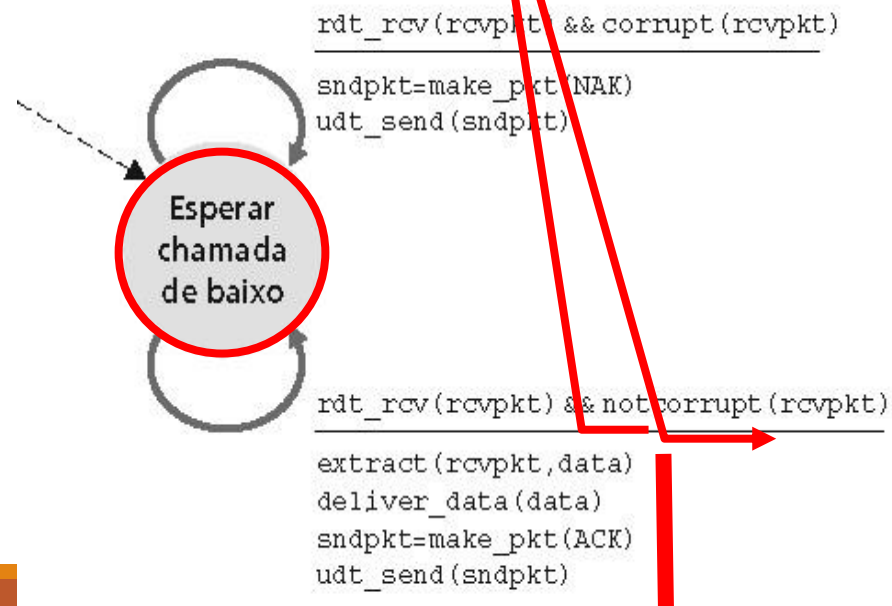 rdt_rcv(rcvpkt) && corrupt(rcvpkt)
sndpkt=make_pkt(NAK)
udt_send(sndpkt)
Esperar
chamada
de baixo
rdt_rcv(rcvpkt) && notcorrupt(rcvpkt)
extract(rcvpkt,data)
deliver_data(data)
sndpkt=make_pkt(ACK)
udt_send(sndpkt)